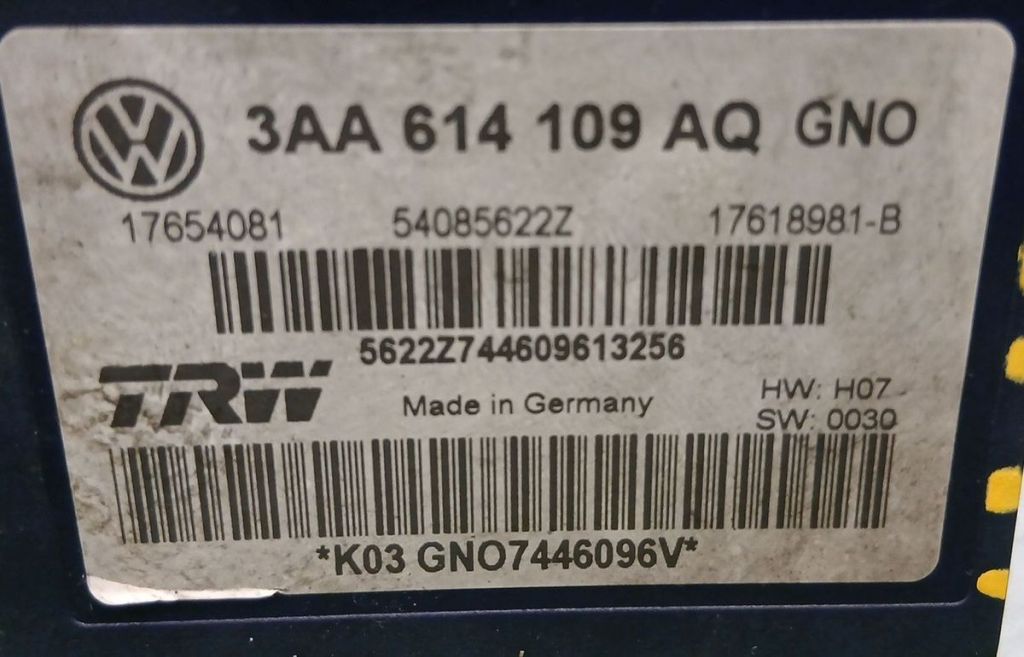 3AA 614 109 AQ GNO
17654081 54085622Z 17618981-B
5622Z744609613256
TRW
Made in Germany
HW: H07
SW: 0030
*K03 GNO7446096V*